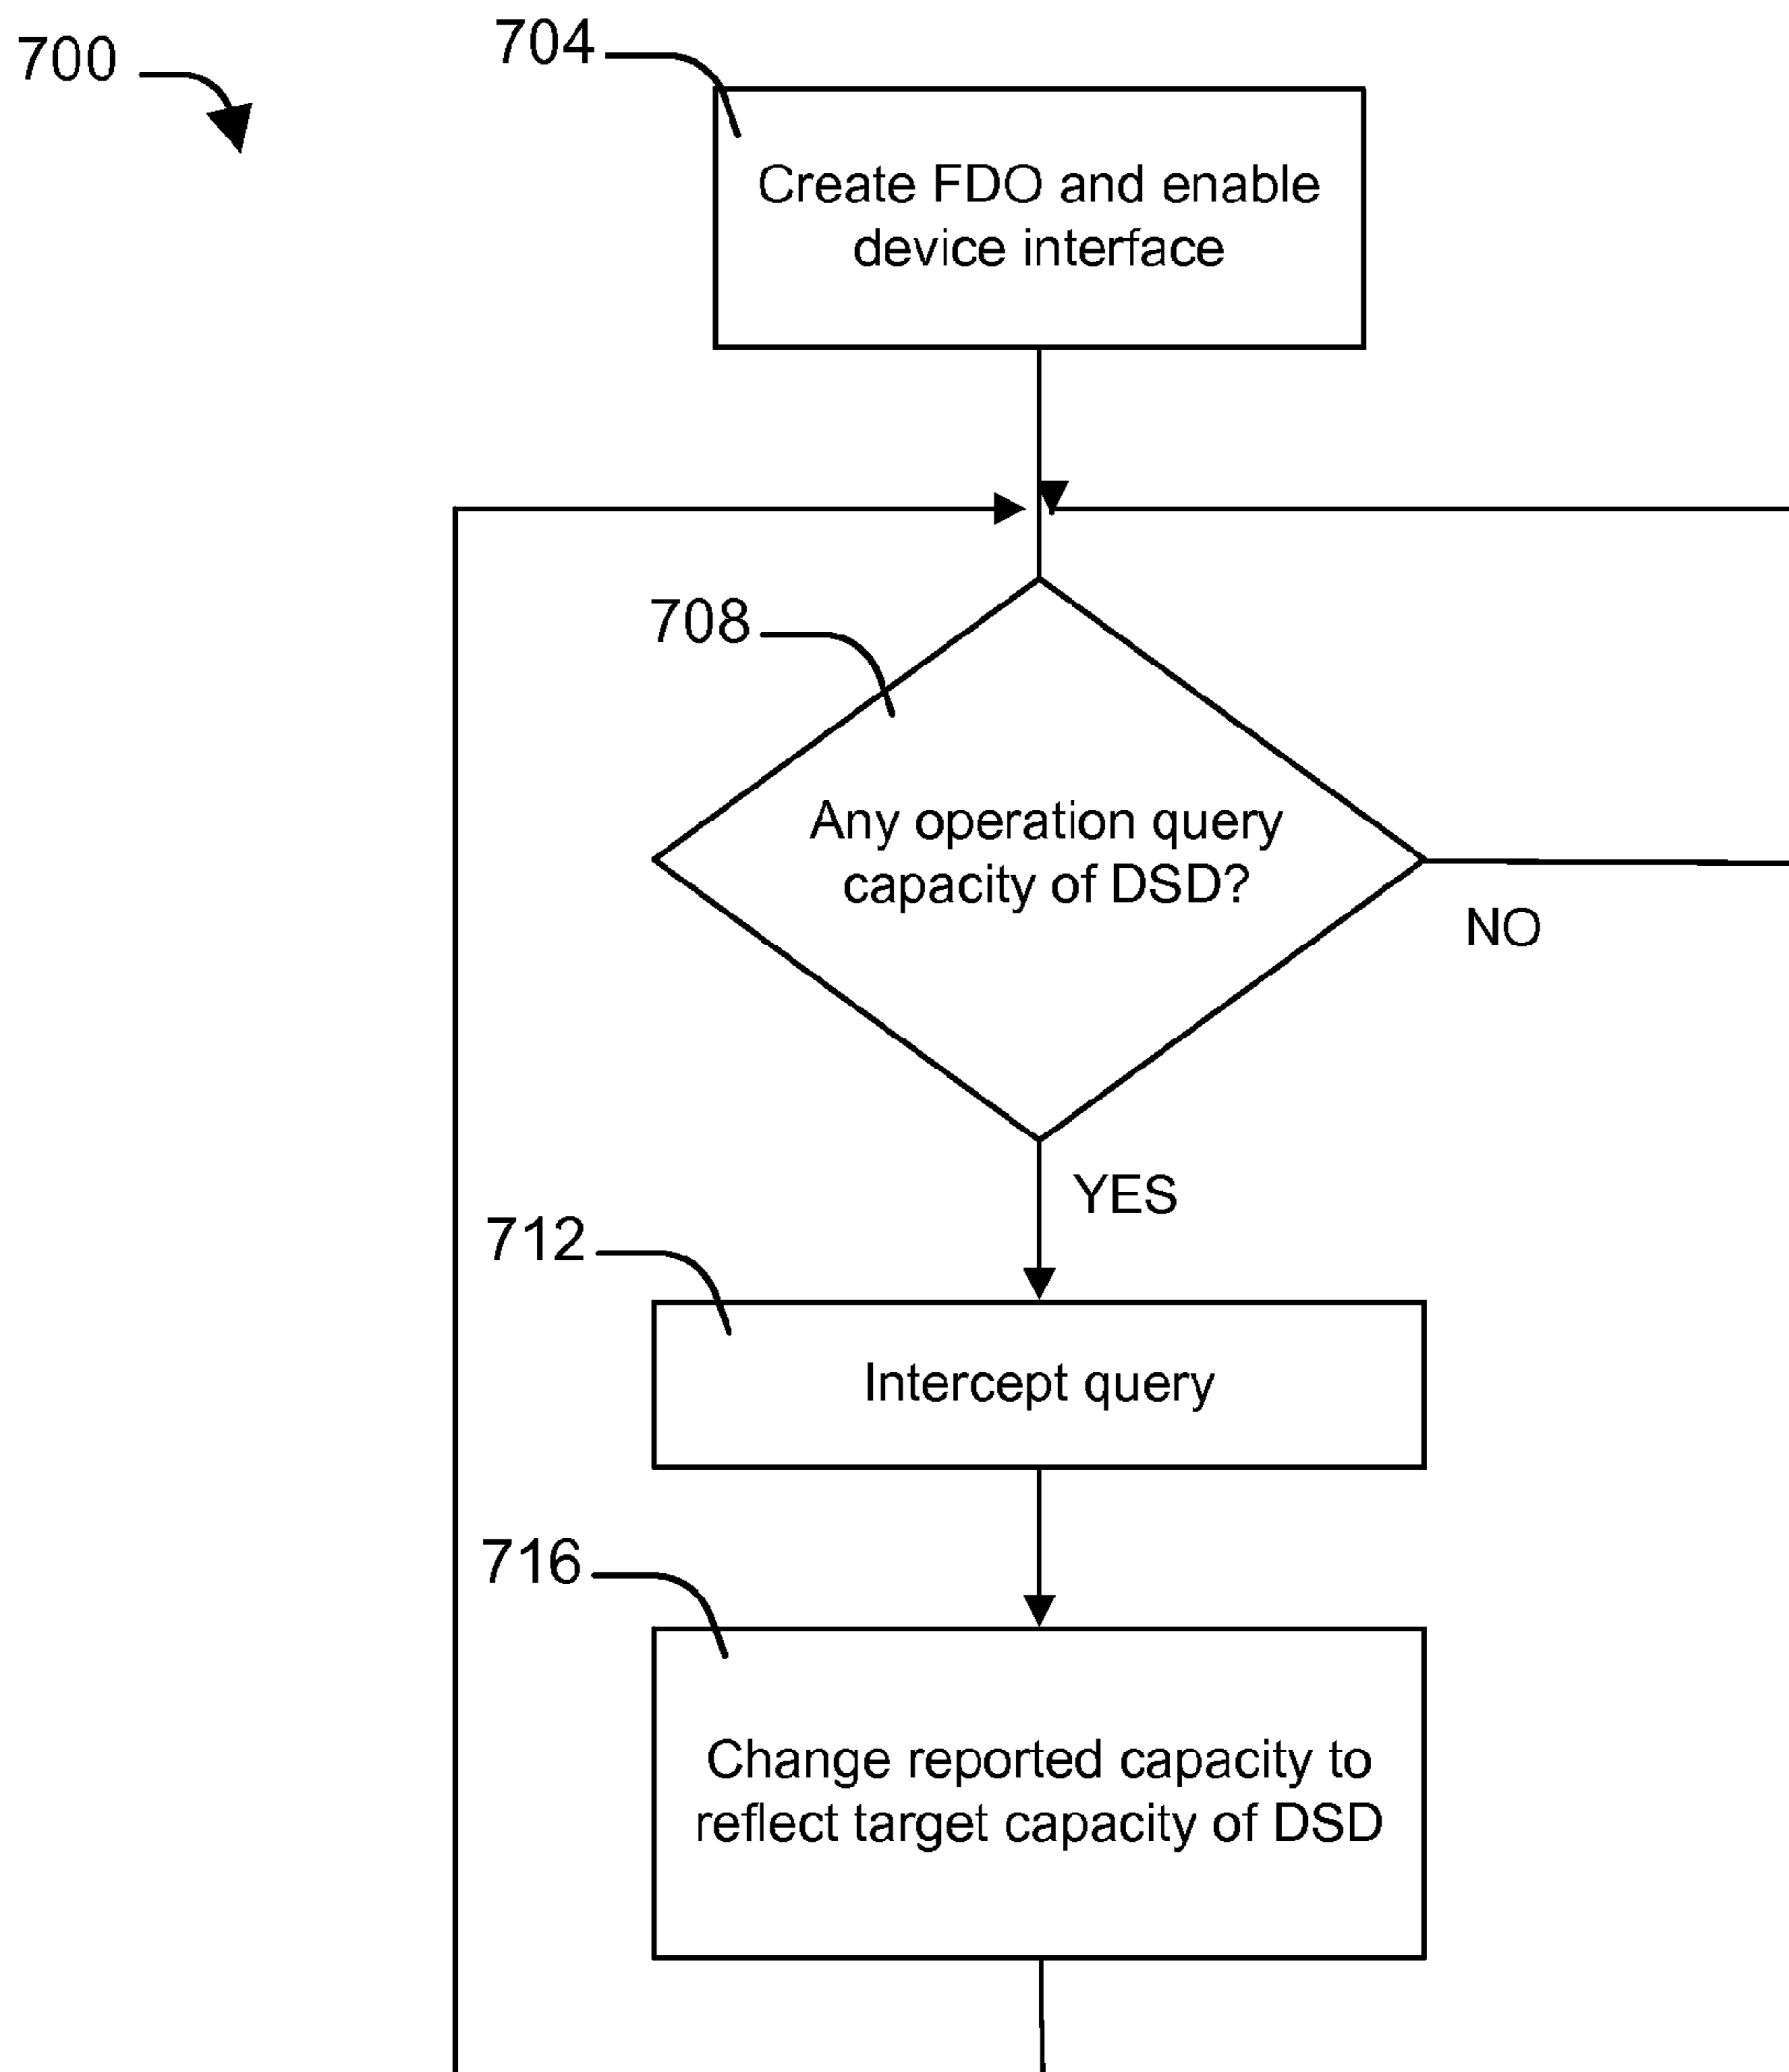 700
704
Create FDO and enable
device interface
708
Any operation query
capacity of DSD?
NO
YES
712
Intercept query
716
Change reported capacity to
reflect target capacity of DSD